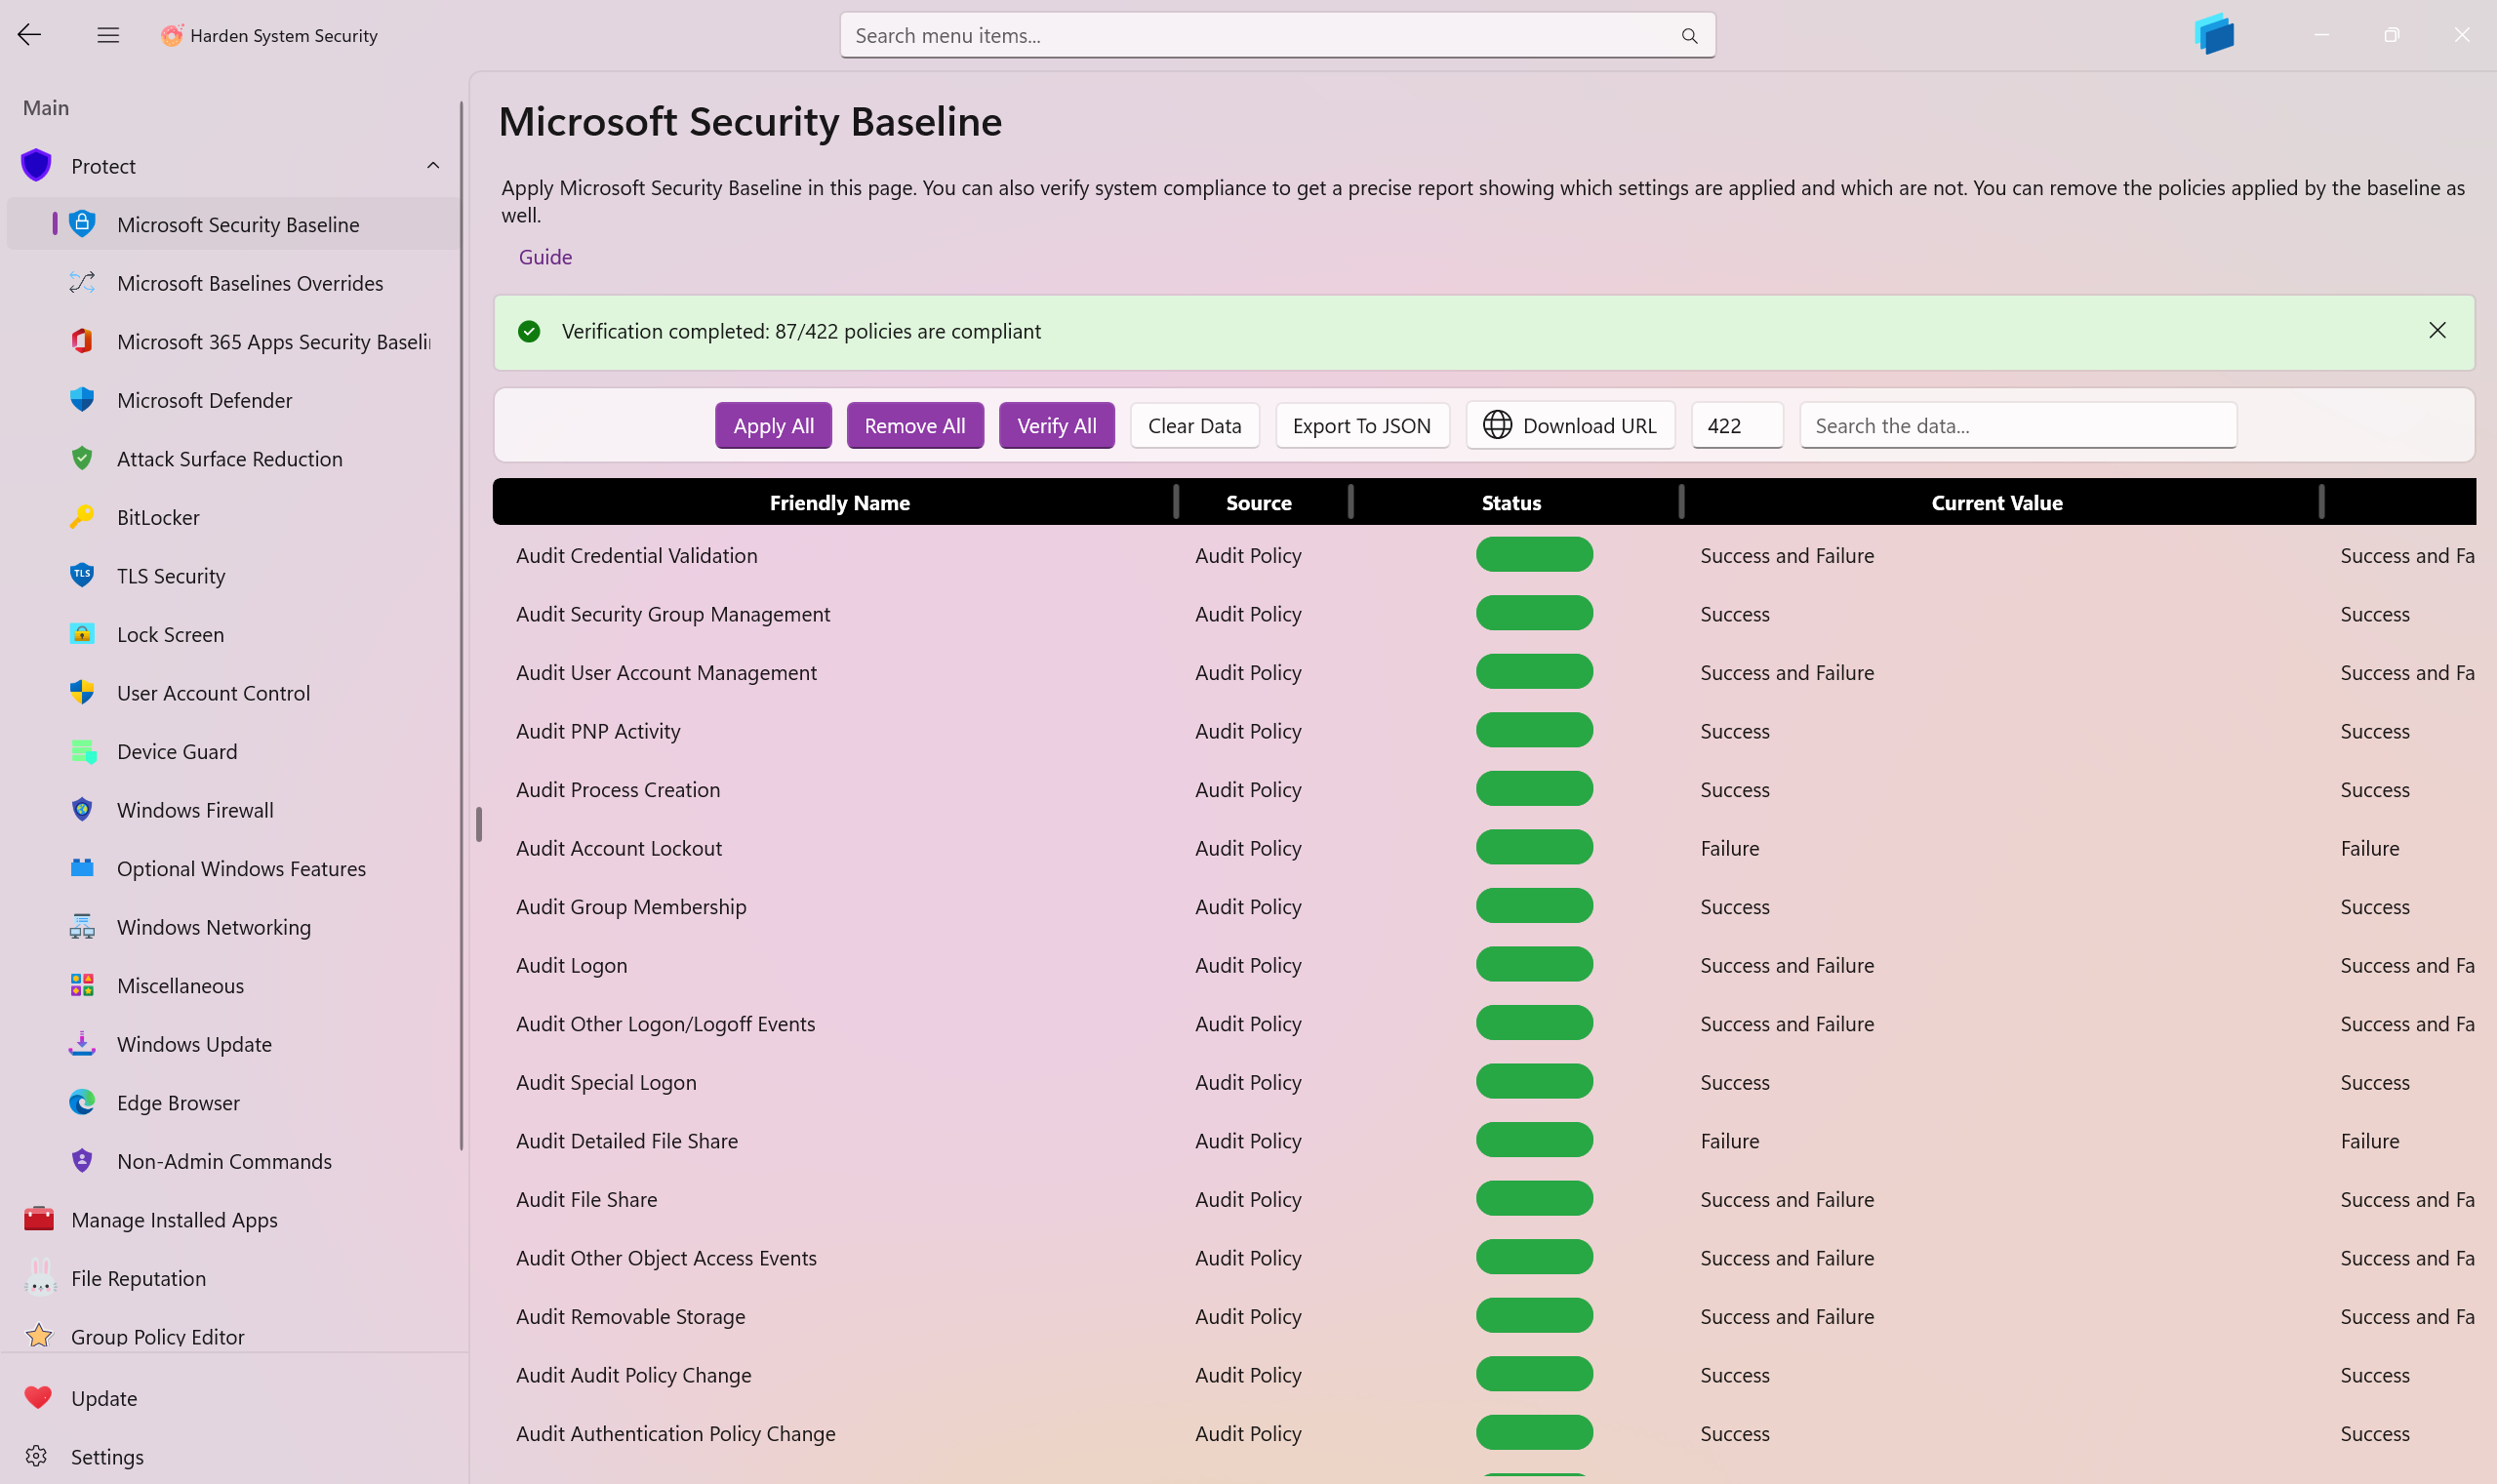 Harden System Security
Search menu items...
Main
Protect
Microsoft Security Baseline
Microsoft Baselines Overrides
Microsoft 365 Apps Security Baseli
Microsoft Defender
Attack Surface Reduction
BitLocker
TLS
TLS Security
Lock Screen
User Account Control
Device Guard
Windows Firewall
Optional Windows Features
Windows Networking
Miscellaneous
Windows Update
Edge Browser
Non-Admin Commands
Manage Installed Apps
File Reputation
Group Policy Editor
Update
Settings
Microsoft Security Baseline
Apply Microsoft Security Baseline in this page. You can also verify system compliance to get a precise report showing which settings are applied and which are not. You can remove the policies applied by the baseline as
well.
Guide
Verification completed: 87/422 policies are compliant
Apply All Remove All Verify All Clear Data Export To JSON Download URL 422 Search the data...
Friendly Name Source Status Current Value
Audit Credential Validation Audit Policy Success and Failure Success and Fa
Audit Security Group Management Audit Policy Success Success
Audit User Account Management Audit Policy Success and Failure Success and Fa
Audit PNP Activity Audit Policy Success Success
Audit Process Creation Audit Policy Success Success
Audit Account Lockout Audit Policy Failure Failure
Audit Group Membership Audit Policy Success Success
Audit Logon Audit Policy Success and Failure Success and Fa
Audit Other Logon/Logoff Events Audit Policy Success and Failure Success and Fa
Audit Special Logon Audit Policy Success Success
Audit Detailed File Share Audit Policy Failure Failure
Audit File Share Audit Policy Success and Failure Success and Fa
Audit Other Object Access Events Audit Policy Success and Failure Success and Fa
Audit Removable Storage Audit Policy Success and Failure Success and Fa
Audit Audit Policy Change Audit Policy Success Success
Audit Authentication Policy Change Audit Policy Success Success